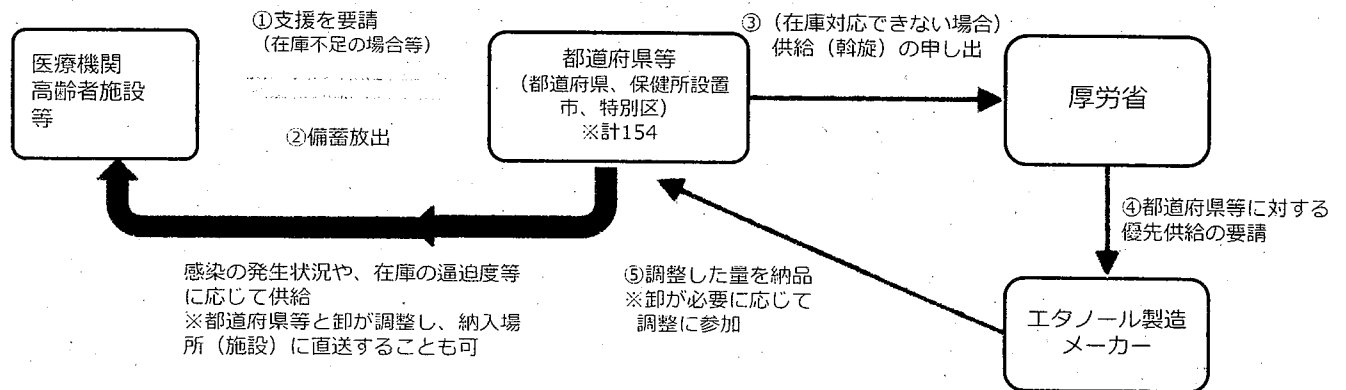 ①支援を要請
(在庫不足の場合等)
医療機関
高齢者施設
等
②備蓄放出
都道府県等
(都道府県、保健所設置
市、特別区)
※計154
③（在庫対応できない場合）
供給（斡旋）の申し出
厚労省
④都道府県等に対する
優先供給の要請
エタノール製造
メーカー
⑤調整した量を納品
※卸が必要に応じて
調整に参加
感染の発生状況や、在庫の逼迫度等
に応じて供給
※都道府県等と卸が調整し、納入場
所（施設）に直送することも可